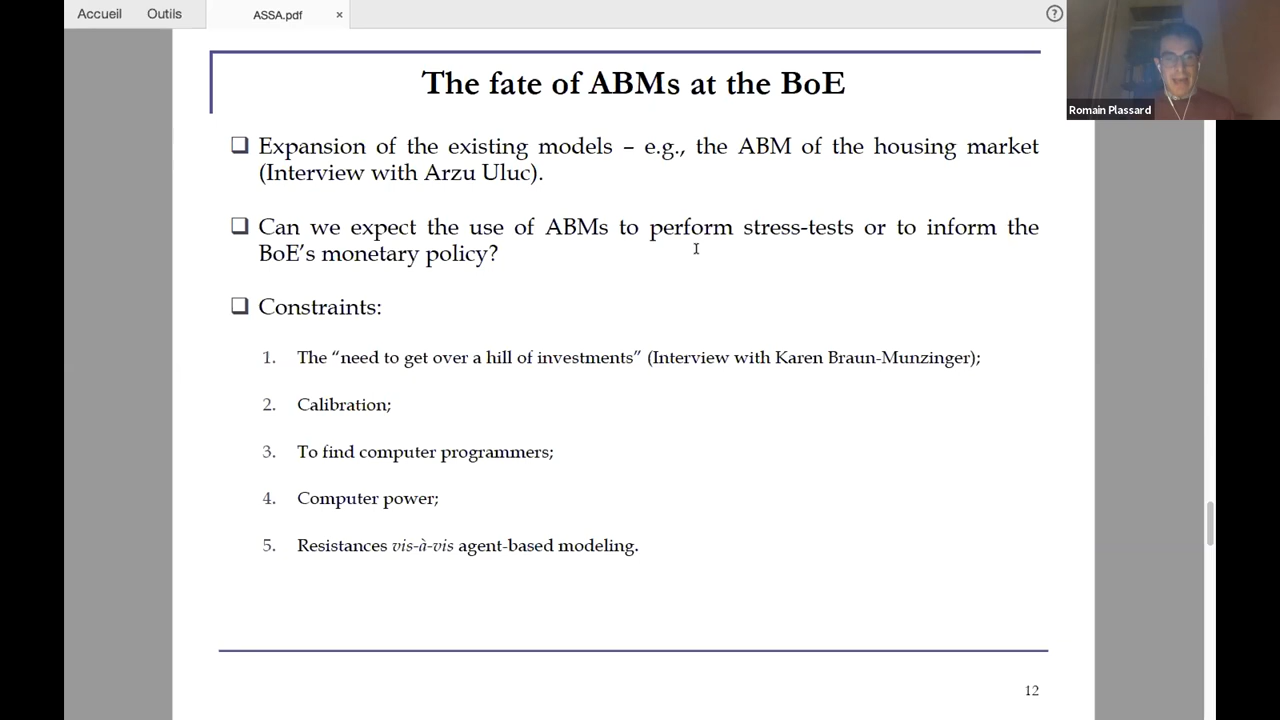 Accueil Outils ASSA.pdf × ?
Romain Plassard
The fate of ABMs at the BoE
❑ Expansion of the existing models – e.g., the ABM of the housing market
(Interview with Arzu Uluc).
❑ Can we expect the use of ABMs to perform stress-tests or to inform the
BoE's monetary policy?
❑ Constraints:
1. The “need to get over a hill of investments” (Interview with Karen Braun-Munzinger);
2. Calibration;
3. To find computer programmers;
4. Computer power;
5. Resistances vis-à-vis agent-based modeling.
12